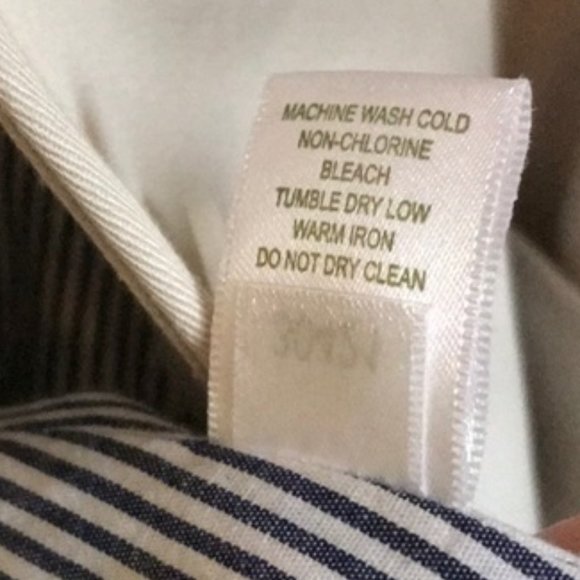 MACHINE WASH COLD
NON-CHLORINE
BLEACH
TUMBLE DRY LOW
WARM IRON
DO NOT DRY CLEAN